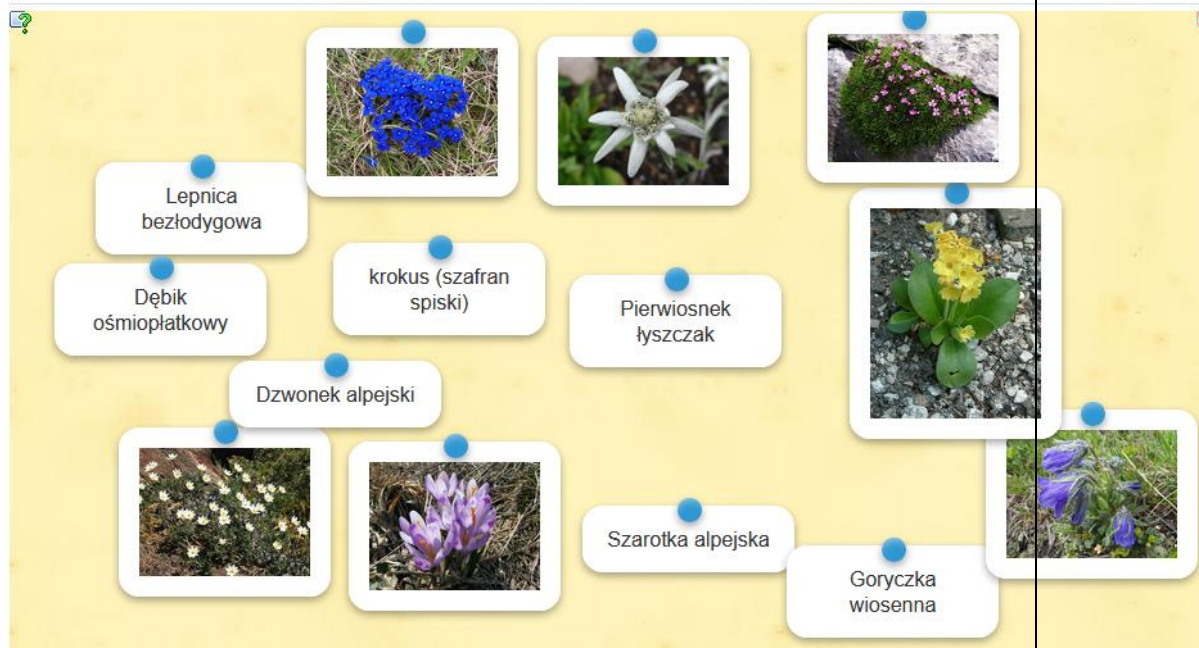 Lepnica
bezłodygowa
krokus (szafran
spiski)
Dębik
ośmiopłatkowy
Pierwiosnek
łyszczak
Dzwonek alpejski
Szarotka alpejska
Goryczka
wiosenna